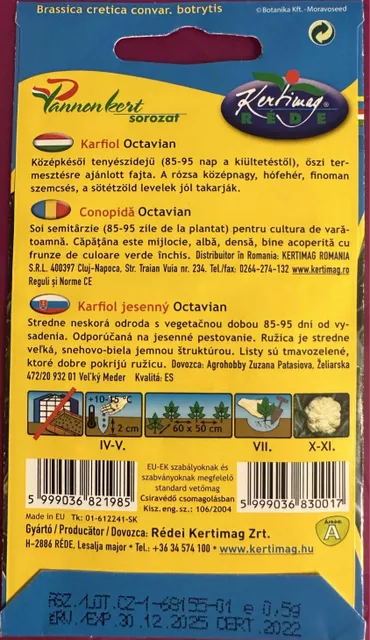 Brassica cretica convar. botrytis
© Botanika Kft. - Moravoseed
Pannonkert
sorozat
Kertimag
RÉDE
Karfiol Octavian
Középkései tenyészidejű (85-95 nap a kiültetéstől), őszi ter-
mesztésre ajánlott fajta. A rózsa középnagy, hófehér, finoman
szemcsés, a sötétzöld levelek jól takarják.
Conopidă Octavian
Soi semitârzie (85-95 zile de la plantat) pentru cultura de vară-
toamnă. Căpăţâna este mijlocie, albă, densă, bine acoperită cu
frunze de culoare verde închis. Distribuitor în Romania: KERTIMAG ROMANIA
S.R.L. 400397 Cluj-Napoca, Str. Traian Vuia nr. 234. Tel./fax: 0264-274-132 www.kertimag.ro
Reguli şi Norme CE
Karfiol jesenný Octavian
Stredne neskorá odroda s vegetačnou dobou 85-95 dní od vy-
sadenia. Odporúčaná na jesenné pestovanie. Ružica je stredne
veľká, snehovo-biela jemnou štruktúrou. Listy sú tmavozelené,
ktoré dobre pokrijú ružicu. Dovozca: Agrohobby Zuzana Patasiova, Želiarska
472/20 932 01 Veľký Meder Kvalitá: ES
+10-15 °C
2 cm
60 x 50 cm
IV-V.
VII.
X-XI.
5 999036 821985
EU-EK szabályoknak és
szabványoknak megfelelő
standard vetőmag
Csiravédő csomagolásban
Kisz. eng. sz.: 106/2004
5 999036 830017
Made in EU Tk: 01-612241-SK
Gyártó / Producător / Dovozca: Rédei Kertimag Zrt.
H-2886 RÉDE, Lesalja major • Tel.: +36 34 574 100 • www.kertimag.hu
Árkód:
A
ÁSZ./LOT.CZ-1-68155-01 e 0,5g
ÉRV./EXP.30.12.2025 CERT.2022